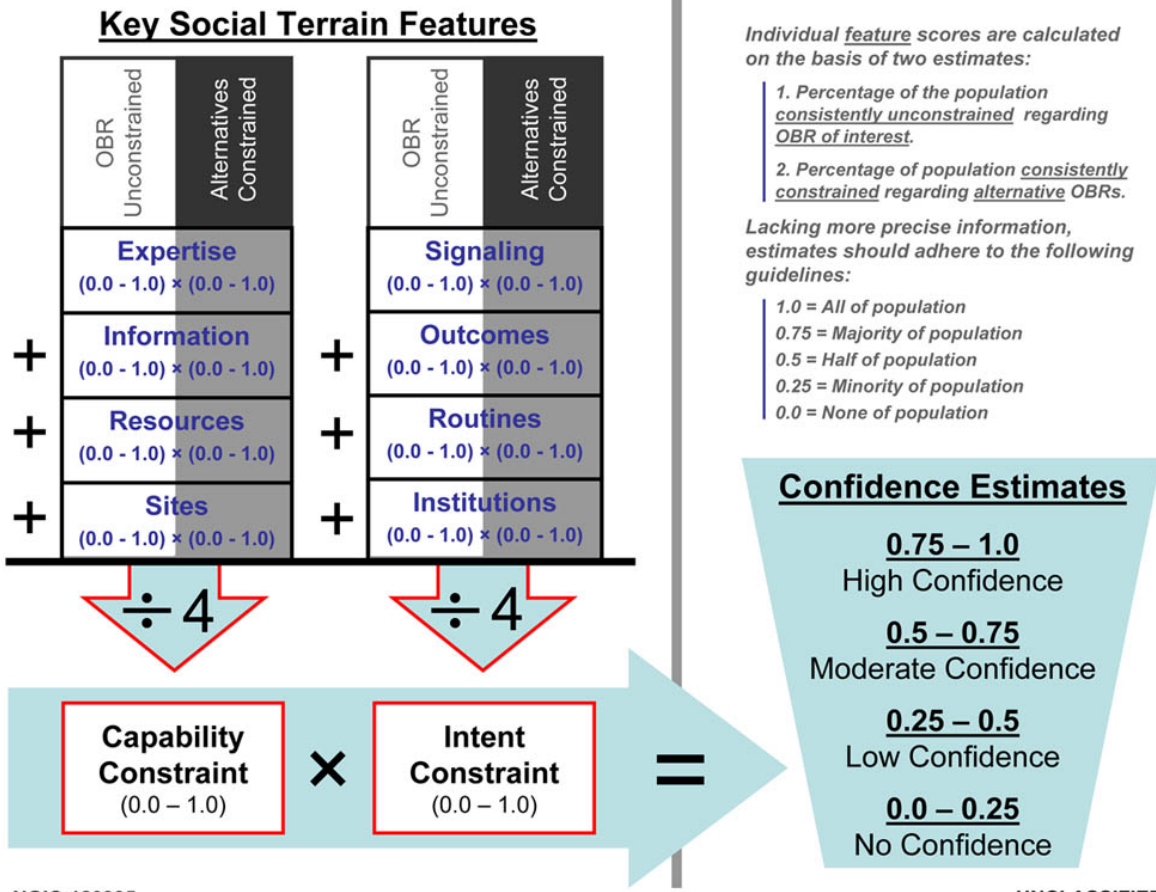 Key Social Terrain Features
OBR
Unconstrained
Alternatives
Constrained
OBR
Unconstrained
Alternatives
Constrained
Expertise
(0.0 - 1.0) × (0.0 - 1.0)
+
Information
(0.0 - 1.0) × (0.0 - 1.0)
+
Resources
(0.0 - 1.0) × (0.0 - 1.0)
+
Sites
(0.0 - 1.0) × (0.0 - 1.0)
Signaling
(0.0 - 1.0) × (0.0 - 1.0)
+
Outcomes
(0.0 - 1.0) × (0.0 - 1.0)
+
Routines
(0.0 - 1.0) × (0.0 - 1.0)
+
Institutions
(0.0 - 1.0) × (0.0 - 1.0)
÷ 4
÷ 4
Capability
Constraint
(0.0 – 1.0)
×
Intent
Constraint
(0.0 – 1.0)
=
Individual feature scores are calculated
on the basis of two estimates:
1. Percentage of the population
consistently unconstrained regarding
OBR of interest.
2. Percentage of population consistently
constrained regarding alternative OBRs.
Lacking more precise information,
estimates should adhere to the following
guidelines:
1.0 = All of population
0.75 = Majority of population
0.5 = Half of population
0.25 = Minority of population
0.0 = None of population
Confidence Estimates
0.75 – 1.0
High Confidence
0.5 – 0.75
Moderate Confidence
0.25 – 0.5
Low Confidence
0.0 – 0.25
No Confidence